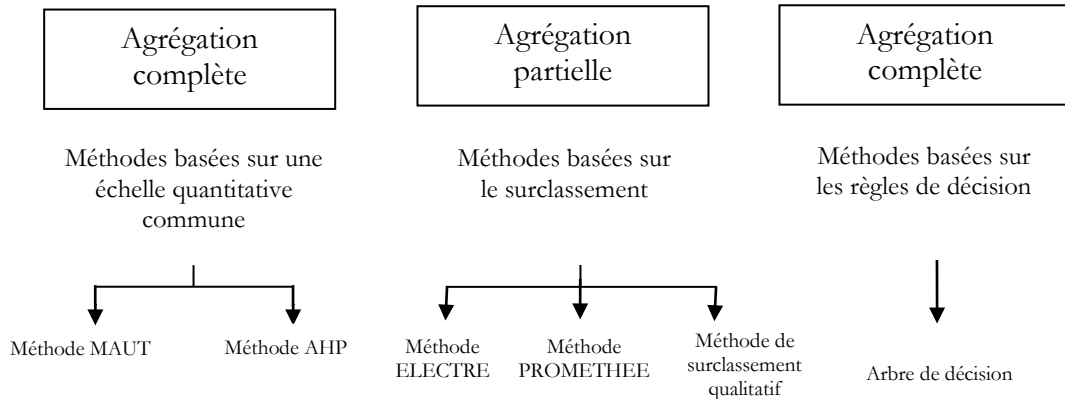 Agrégation
complète
Agrégation
partielle
Agrégation
complète
Méthodes basées sur une
échelle quantitative
commune
Méthodes basées sur
le surclassement
Méthodes basées sur
les règles de décision
Méthode MAUT
Méthode AHP
Méthode
ELECTRE
Méthode
PROMETHEE
Méthode de
surclassement
qualitatif
Arbre de décision